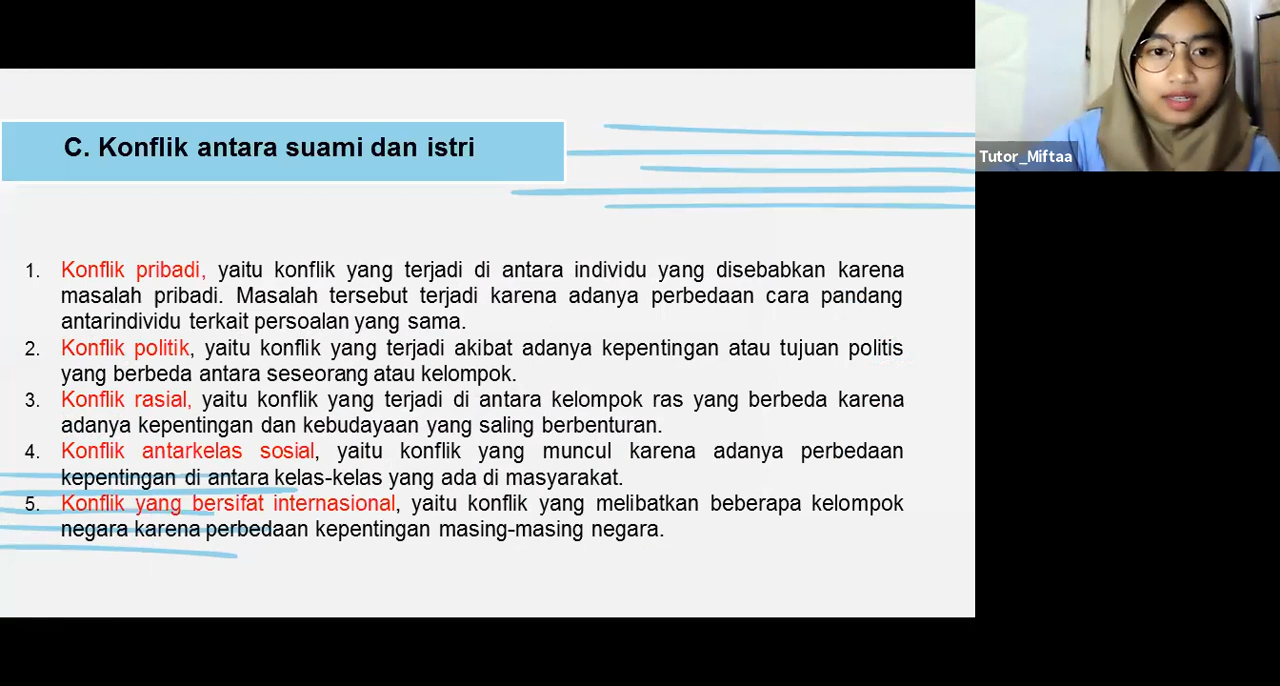 C. Konflik antara suami dan istri
Tutor_Miftaa
1. Konflik pribadi, yaitu konflik yang terjadi di antara individu yang disebabkan karena
masalah pribadi. Masalah tersebut terjadi karena adanya perbedaan cara pandang
antarindividu terkait persoalan yang sama.
2. Konflik politik, yaitu konflik yang terjadi akibat adanya kepentingan atau tujuan politis
yang berbeda antara seseorang atau kelompok.
3. Konflik rasial, yaitu konflik yang terjadi di antara kelompok ras yang berbeda karena
adanya kepentingan dan kebudayaan yang saling berbenturan.
4. Konflik antarkelas sosial, yaitu konflik yang muncul karena adanya perbedaan
kepentingan di antara kelas-kelas yang ada di masyarakat.
5. Konflik yang bersifat internasional, yaitu konflik yang melibatkan beberapa kelompok
negara karena perbedaan kepentingan masing-masing negara.